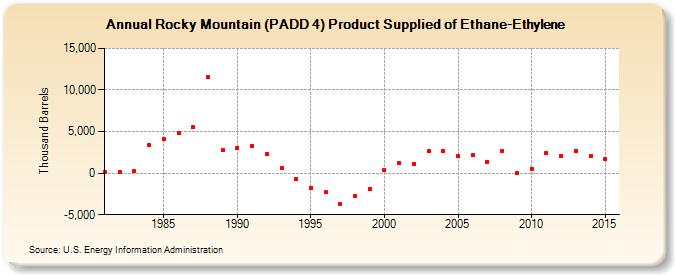 Annual Rocky Mountain (PADD 4) Product Supplied of Ethane-Ethylene
Thousand Barrels
15,000
10,000
5,000
0
-5,000
1985 1990 1995 2000 2005 2010 2015
Source: U.S. Energy Information Administration